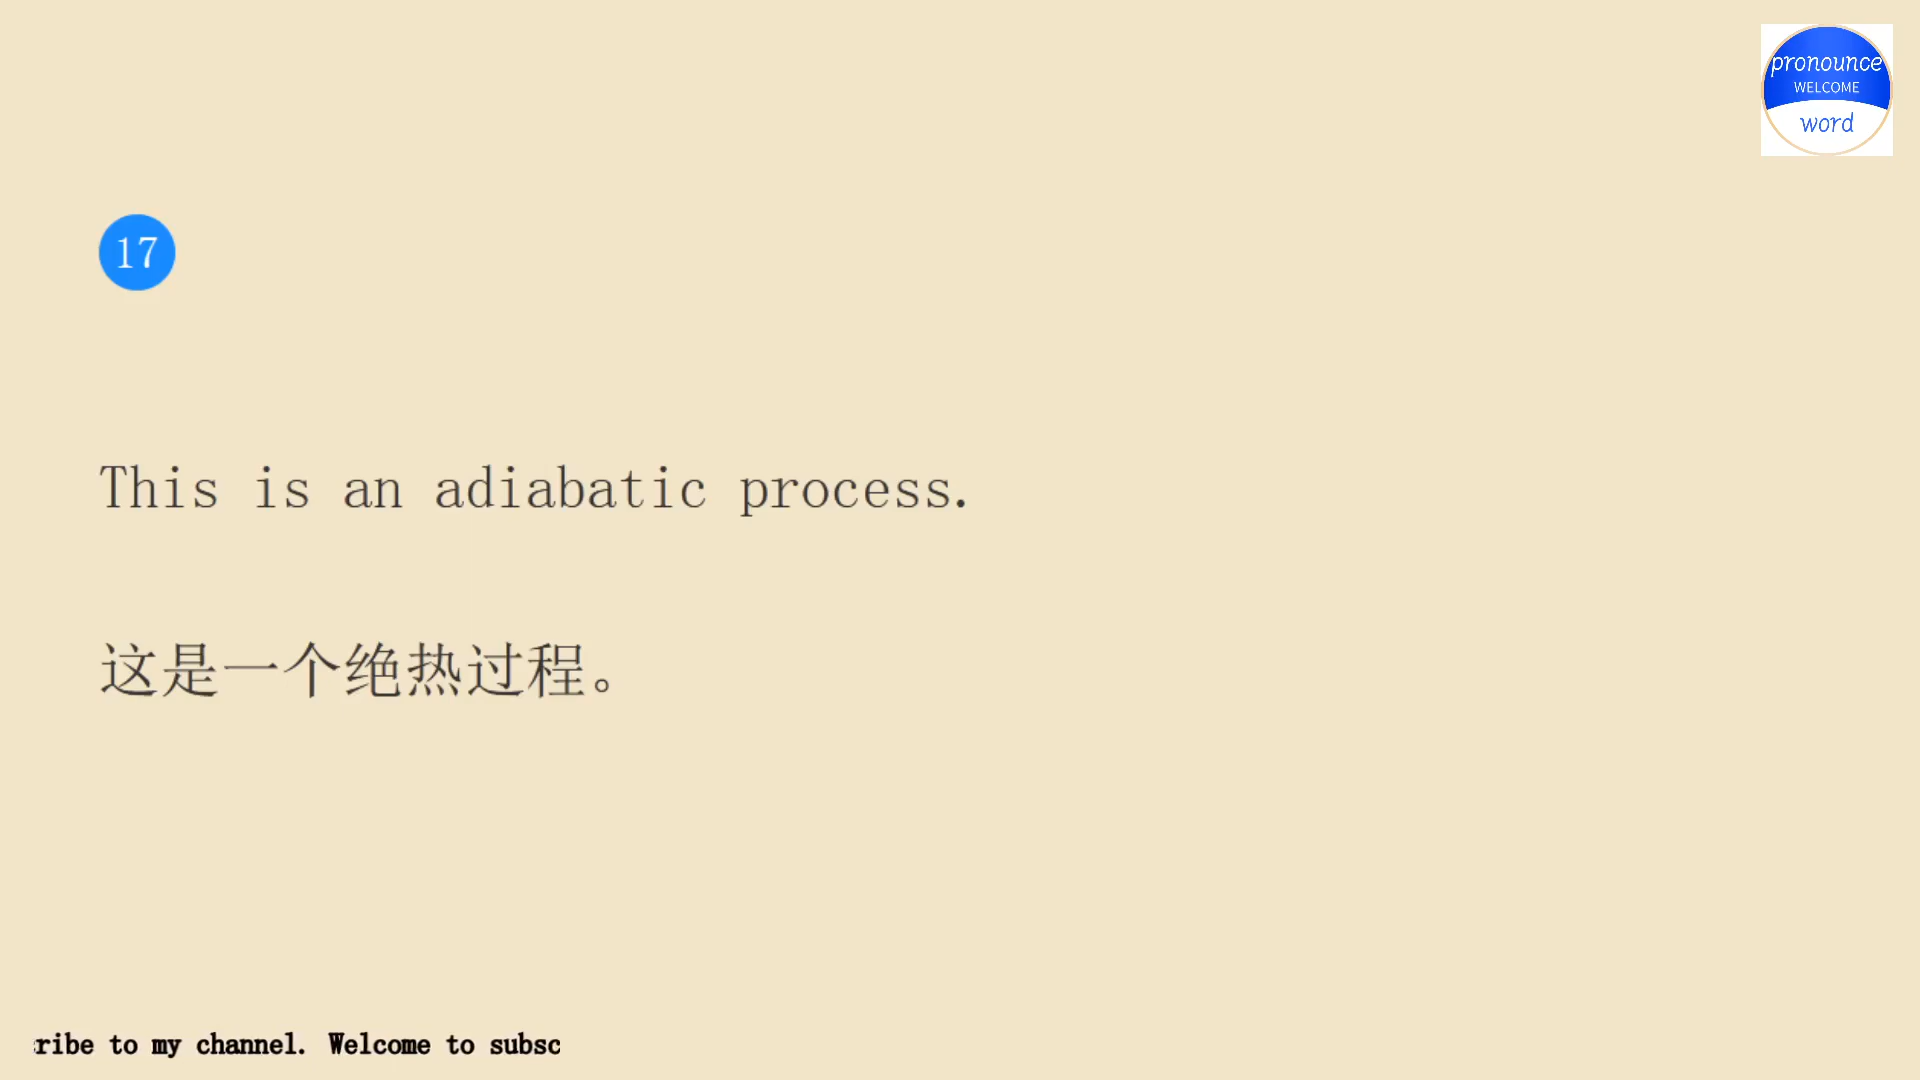 pronounce
WELCOME
word
17
This is an adiabatic process.
这是一个绝热过程。
ribe to my channel. Welcome to subsc